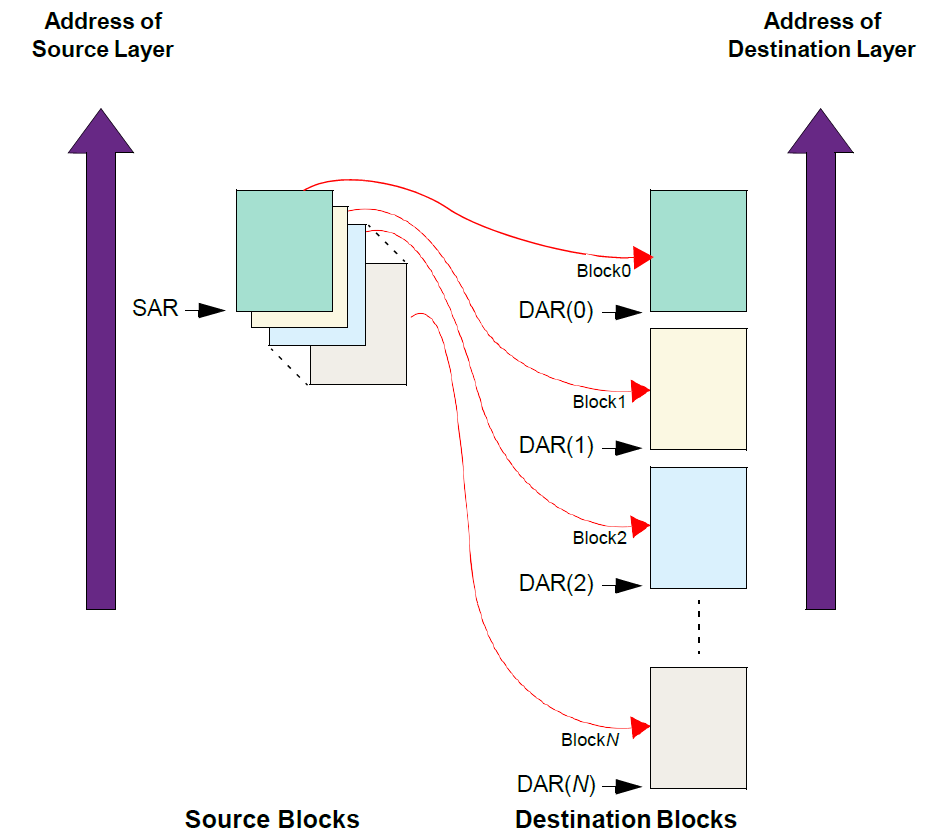 Address of
Source Layer
Address of
Destination Layer
SAR
Block0
DAR(0)
Block1
DAR(1)
Block2
DAR(2)
BlockN
DAR(N)
Source Blocks
Destination Blocks